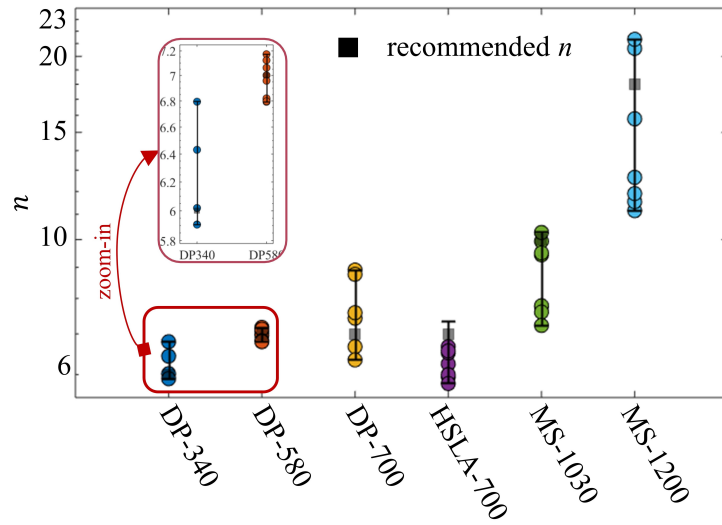 23
20
15
10
6
n
recommended n
7.2
7
6.8
6.6
6.4
6.2
6
5.8
DP340
DP580
zoom-in
DP-340
DP-580
DP-700
HSLA-700
MS-1030
MS-1200